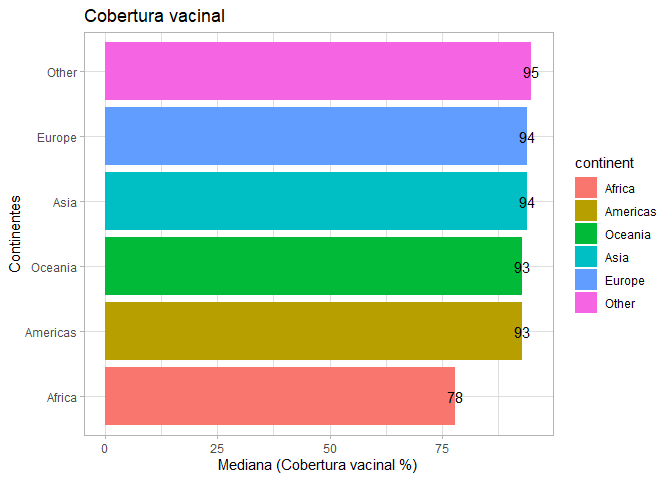 Cobertura vacinal
Continentes
Other
95
Europe
94
Asia
94
Oceania
93
Americas
93
Africa
78
0
25
50
75
Mediana (Cobertura vacinal %)
continent
Africa
Americas
Oceania
Asia
Europe
Other